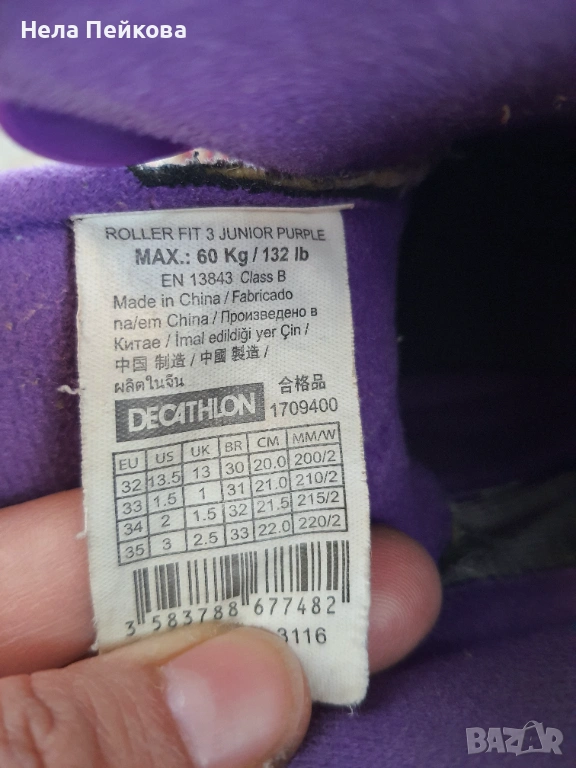 Нела Пейкова
ROLLER FIT 3 JUNIOR PURPLE
MAX.: 60 Kg / 132 lb
EN 13843 Class B
Made in China / Fabricado
na/em China / Произведено в
Китае / İmal edildiği yer Çin /
中国 制造 / 中國 製造 /
ผลิตในจีน 合格品
DECATHLON 1709400
EU US UK BR CM MM/W
32 13.5 13 30 20.0 200/2
33 1.5 1 31 21.0 210/2
34 2 1.5 32 21.5 215/2
35 3 2.5 33 22.0 220/2
3 583788 677482
3116
BAZAR